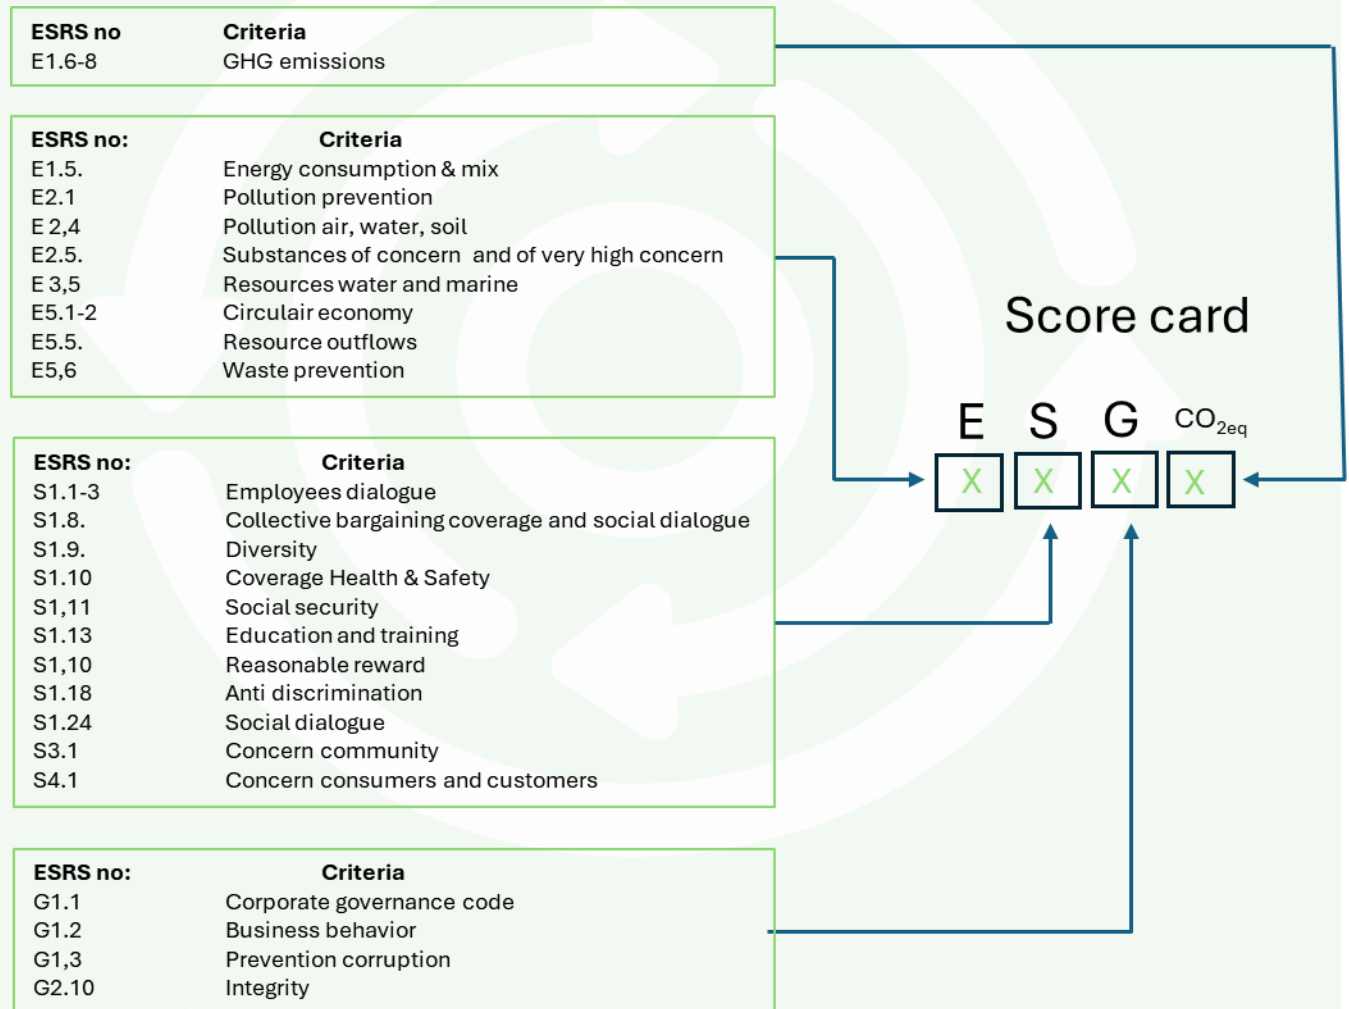 ESRS no Criteria
E1.6-8 GHG emissions
ESRS no: Criteria
E1.5. Energy consumption & mix
E2.1 Pollution prevention
E 2,4 Pollution air, water, soil
E2.5. Substances of concern and of very high concern
E 3,5 Resources water and marine
E5.1-2 Circulair economy
E5.5. Resource outflows
E5,6 Waste prevention
ESRS no: Criteria
S1.1-3 Employees dialogue
S1.8. Collective bargaining coverage and social dialogue
S1.9. Diversity
S1.10 Coverage Health & Safety
S1,11 Social security
S1.13 Education and training
S1,10 Reasonable reward
S1.18 Anti discrimination
S1.24 Social dialogue
S3.1 Concern community
S4.1 Concern consumers and customers
ESRS no: Criteria
G1.1 Corporate governance code
G1.2 Business behavior
G1,3 Prevention corruption
G2.10 Integrity
Score card
E S G CO2eq
X X X X